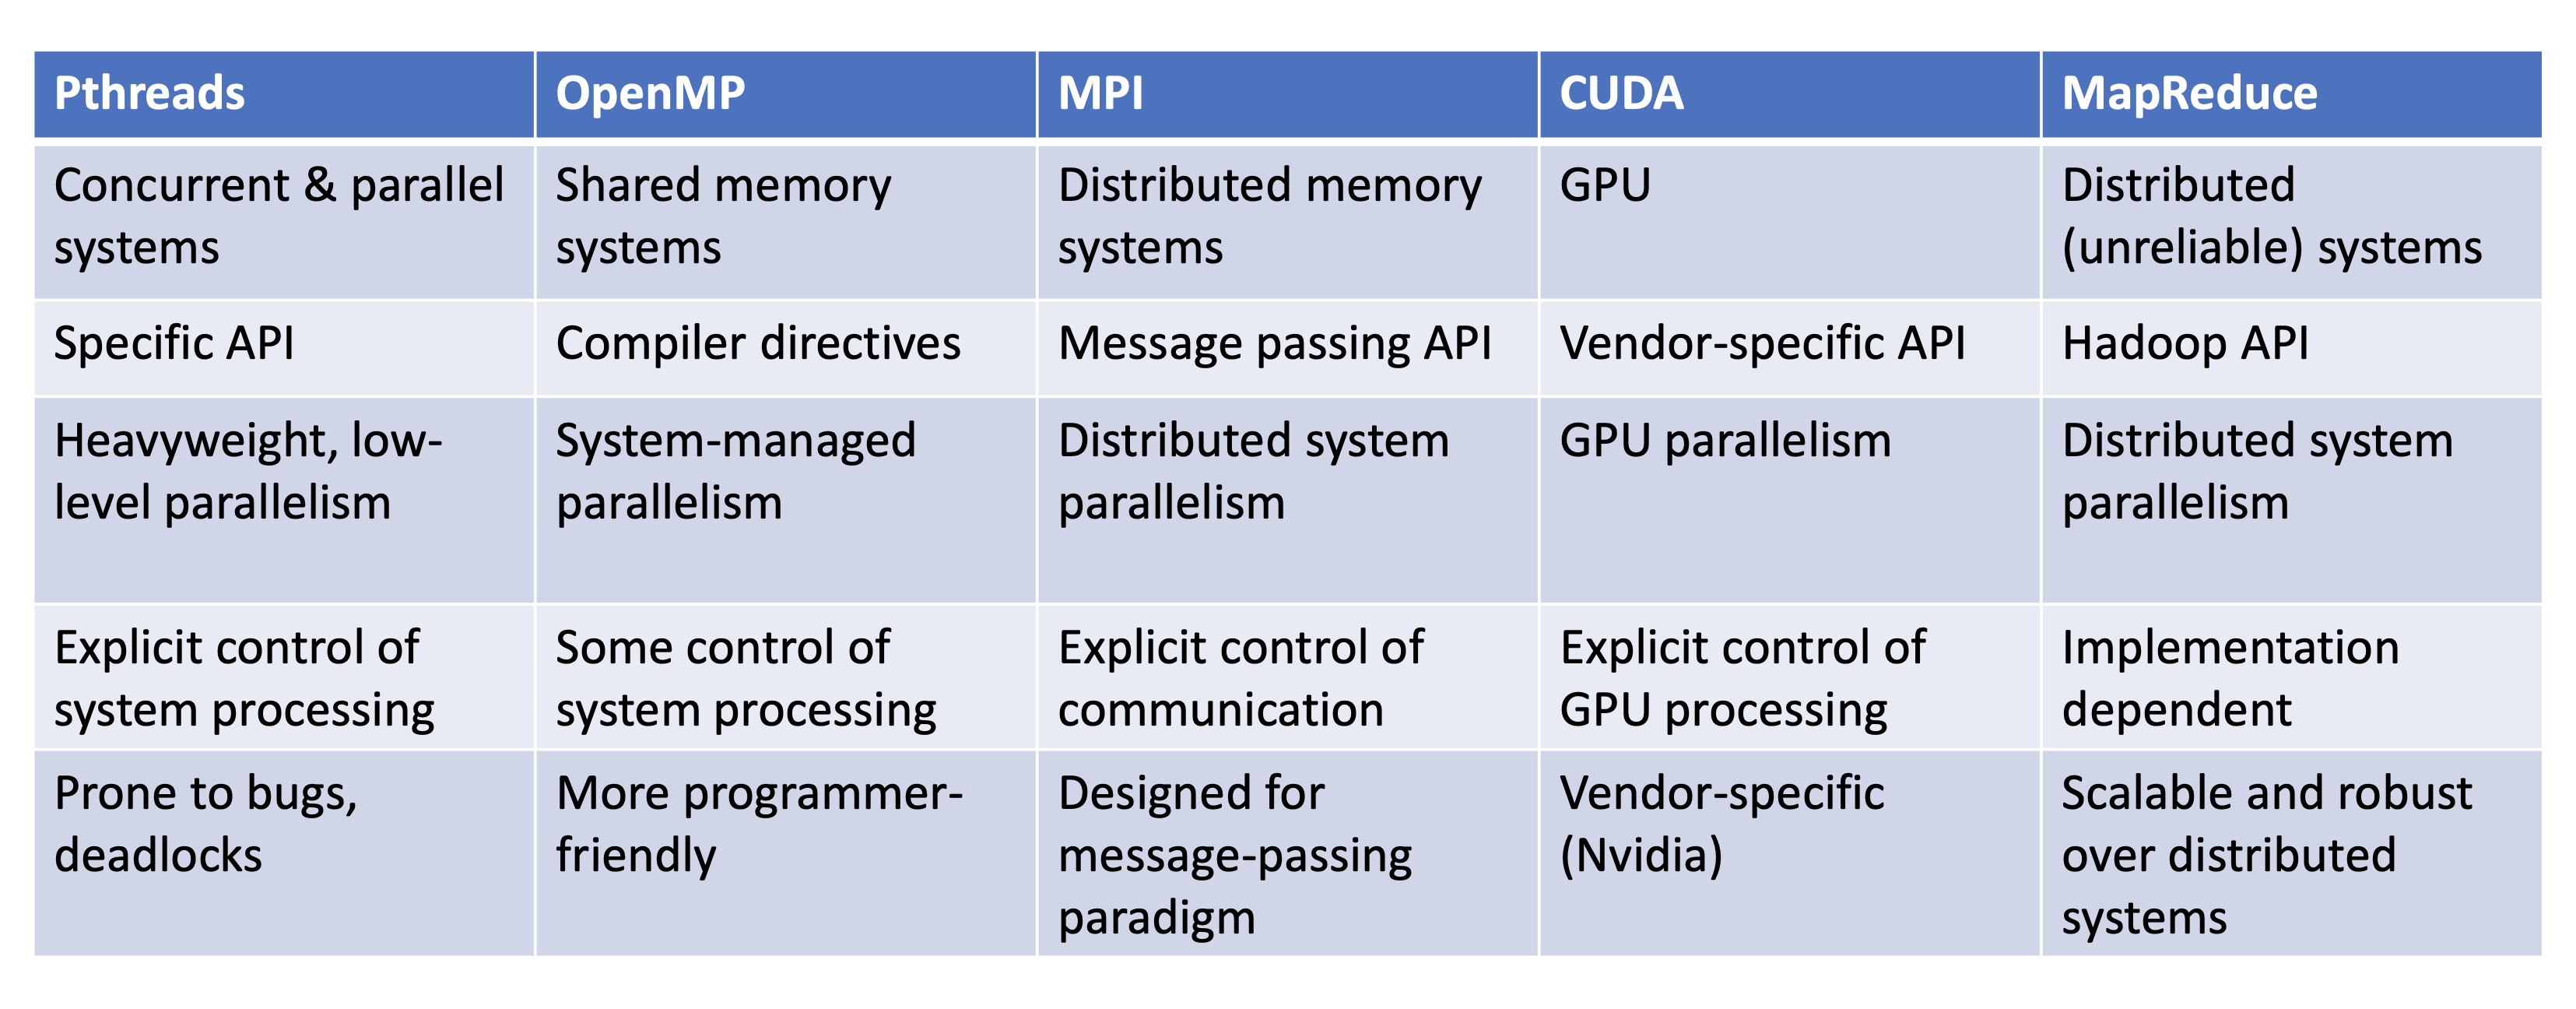 Pthreads
OpenMP
MPI
CUDA
MapReduce
Concurrent & parallel
systems
Shared memory
systems
Distributed memory
systems
GPU
Distributed
(unreliable) systems
Specific API
Compiler directives
Message passing API
Vendor-specific API
Hadoop API
Heavyweight, low-
level parallelism
System-managed
parallelism
Distributed system
parallelism
GPU parallelism
Distributed system
parallelism
Explicit control of
system processing
Some control of
system processing
Explicit control of
communication
Explicit control of
GPU processing
Implementation
dependent
Prone to bugs,
deadlocks
More programmer-
friendly
Designed for
message-passing
paradigm
Vendor-specific
(Nvidia)
Scalable and robust
over distributed
systems